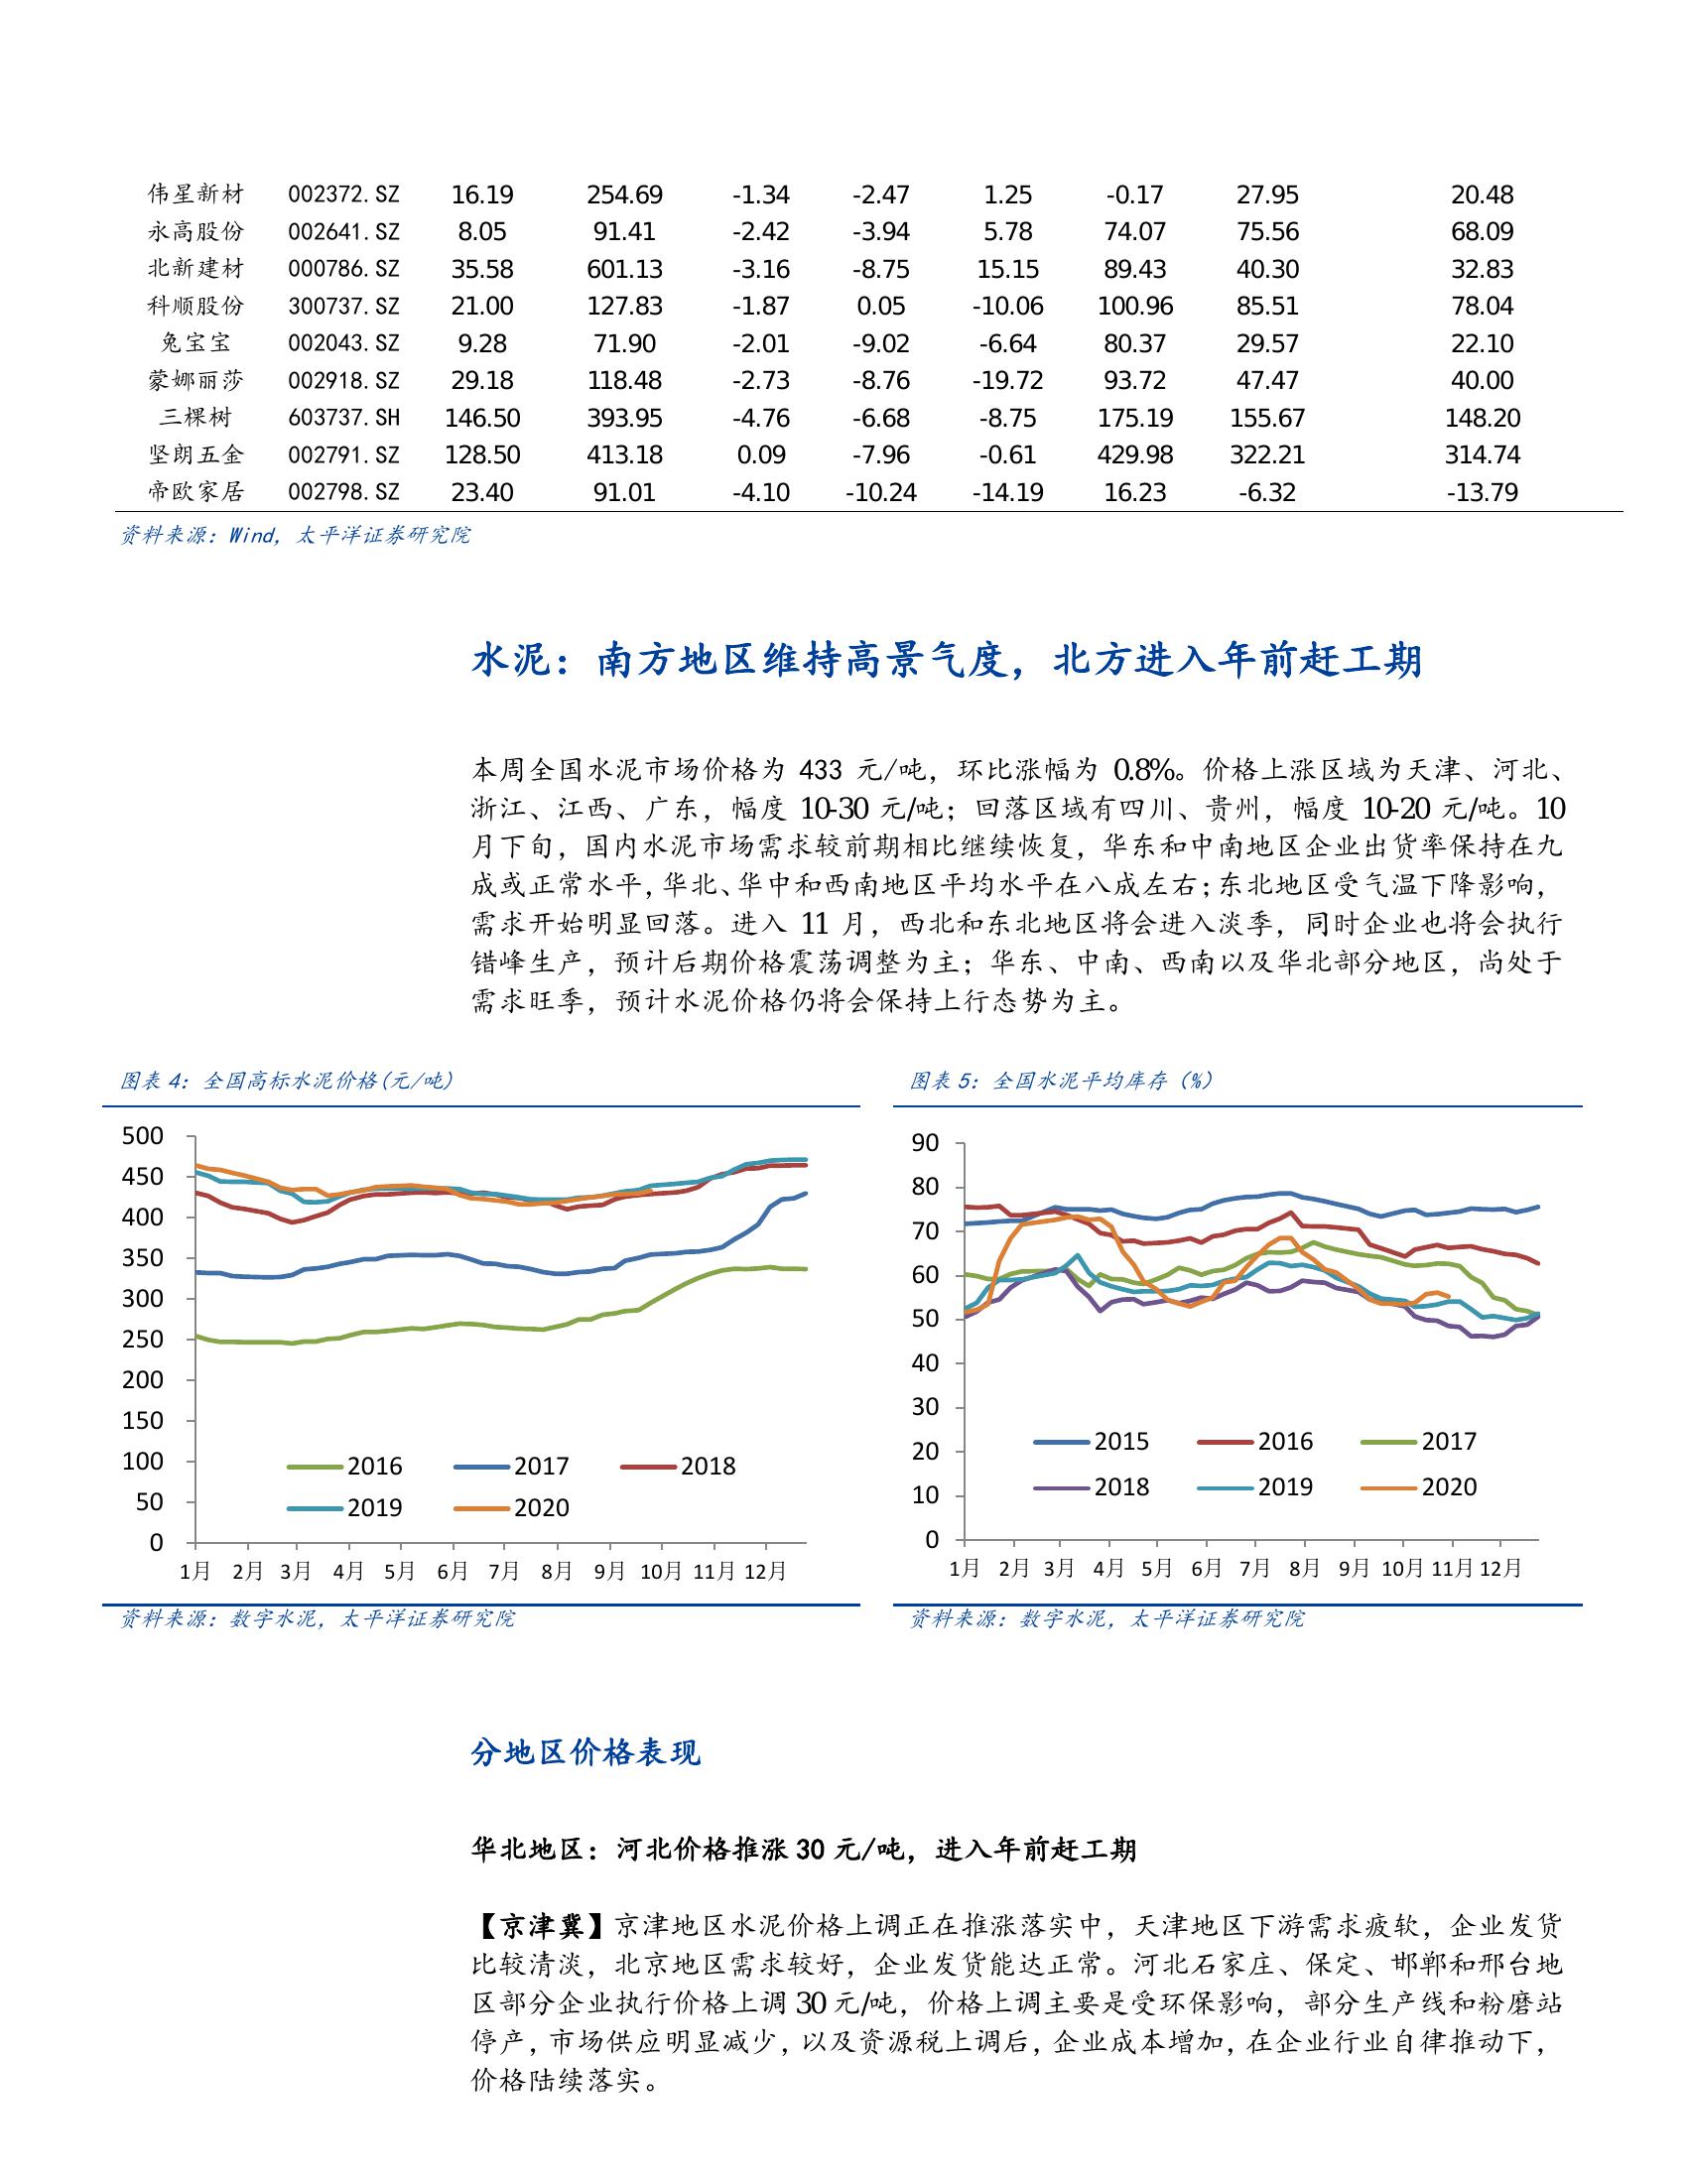 伟星新材 002372.SZ 16.19 254.69 -1.34 -2.47 1.25 -0.17 27.95 20.48
永高股份 002641.SZ 8.05 91.41 -2.42 -3.94 5.78 74.07 75.56 68.09
北新建材 000786.SZ 35.58 601.13 -3.16 -8.75 15.15 89.43 40.30 32.83
科顺股份 300737.SZ 21.00 127.83 -1.87 0.05 -10.06 100.96 85.51 78.04
兔宝宝 002043.SZ 9.28 71.90 -2.01 -9.02 -6.64 80.37 29.57 22.10
蒙娜丽莎 002918.SZ 29.18 118.48 -2.73 -8.76 -19.72 93.72 47.47 40.00
三棵树 603737.SH 146.50 393.95 -4.76 -6.68 -8.75 175.19 155.67 148.20
坚朗五金 002791.SZ 128.50 413.18 0.09 -7.96 -0.61 429.98 322.21 314.74
帝欧家居 002798.SZ 23.40 91.01 -4.10 -10.24 -14.19 16.23 -6.32 -13.79
资料来源：Wind，太平洋证券研究院
水泥：南方地区维持高景气度，北方进入年前赶工期
本周全国水泥市场价格为 433 元/吨，环比涨幅为 0.8%。价格上涨区域为天津、河北、
浙江、江西、广东，幅度 10-30 元/吨；回落区域有四川、贵州，幅度 10-20 元/吨。10
月下旬，国内水泥市场需求较前期相比继续恢复，华东和中南地区企业出货率保持在九
成或正常水平，华北、华中和西南地区平均水平在八成左右；东北地区受气温下降影响，
需求开始明显回落。进入 11 月，西北和东北地区将会进入淡季，同时企业也将会执行
错峰生产，预计后期价格震荡调整为主；华东、中南、西南以及华北部分地区，尚处于
需求旺季，预计水泥价格仍将会保持上行态势为主。
图表 4：全国高标水泥价格(元/吨)
500
450
400
350
300
250
200
150
100
50
0
2016 2017 2018
2019 2020
1月 2月 3月 4月 5月 6月 7月 8月 9月 10月 11月 12月
资料来源：数字水泥，太平洋证券研究院
图表 5：全国水泥平均库存（%）
90
80
70
60
50
40
30
20
10
0
2015 2016 2017
2018 2019 2020
1月 2月 3月 4月 5月 6月 7月 8月 9月 10月 11月 12月
资料来源：数字水泥，太平洋证券研究院
分地区价格表现
华北地区：河北价格推涨 30 元/吨，进入年前赶工期
【京津冀】京津地区水泥价格上调正在推涨落实中，天津地区下游需求疲软，企业发货
比较清淡，北京地区需求较好，企业发货能达正常。河北石家庄、保定、邯郸和邢台地
区部分企业执行价格上调 30 元/吨，价格上调主要是受环保影响，部分生产线和粉磨站
停产，市场供应明显减少，以及资源税上调后，企业成本增加，在企业行业自律推动下，
价格陆续落实。